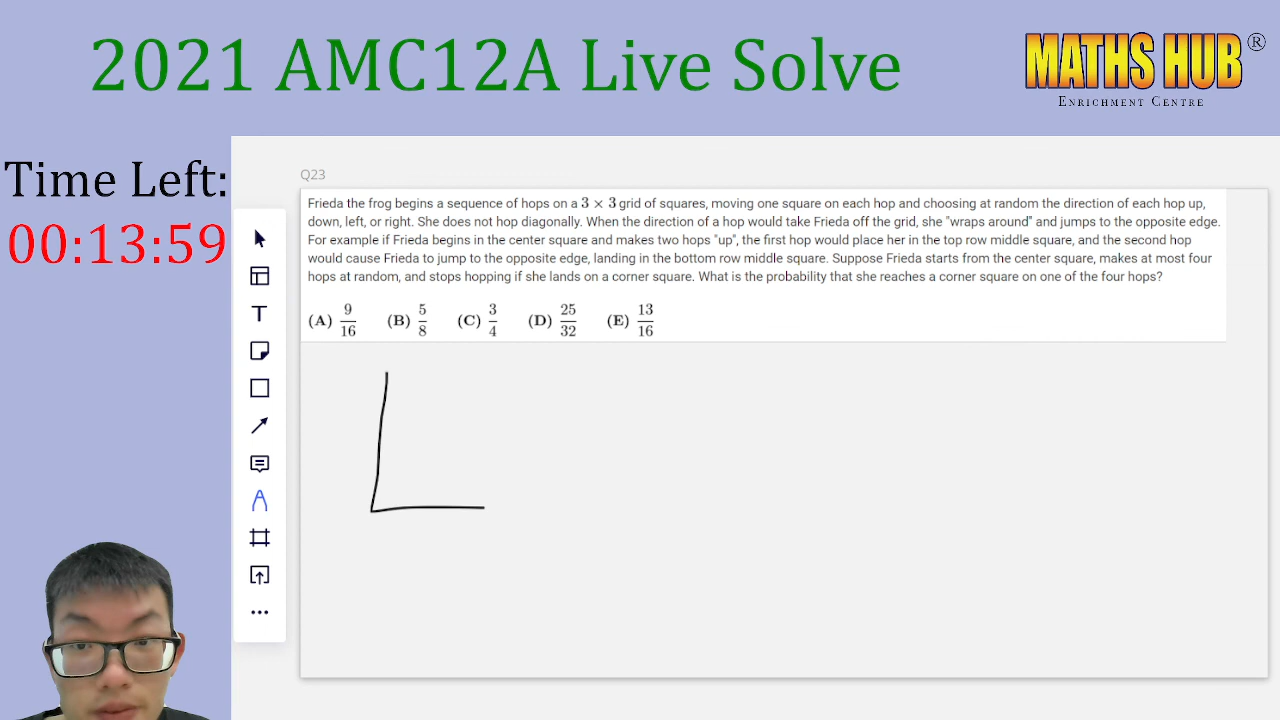 2021 AMC12A Live Solve
MATHS HUB®
ENRICHMENT CENTRE
Time Left:
00:13:59
Q23
Frieda the frog begins a sequence of hops on a 3 × 3 grid of squares, moving one square on each hop and choosing at random the direction of each hop up,
down, left, or right. She does not hop diagonally. When the direction of a hop would take Frieda off the grid, she "wraps around" and jumps to the opposite edge.
For example if Frieda begins in the center square and makes two hops "up", the first hop would place her in the top row middle square, and the second hop
would cause Frieda to jump to the opposite edge, landing in the bottom row middle square. Suppose Frieda starts from the center square, makes at most four
hops at random, and stops hopping if she lands on a corner square. What is the probability that she reaches a corner square on one of the four hops?
(A) 9/16 (B) 5/8 (C) 3/4 (D) 25/32 (E) 13/16